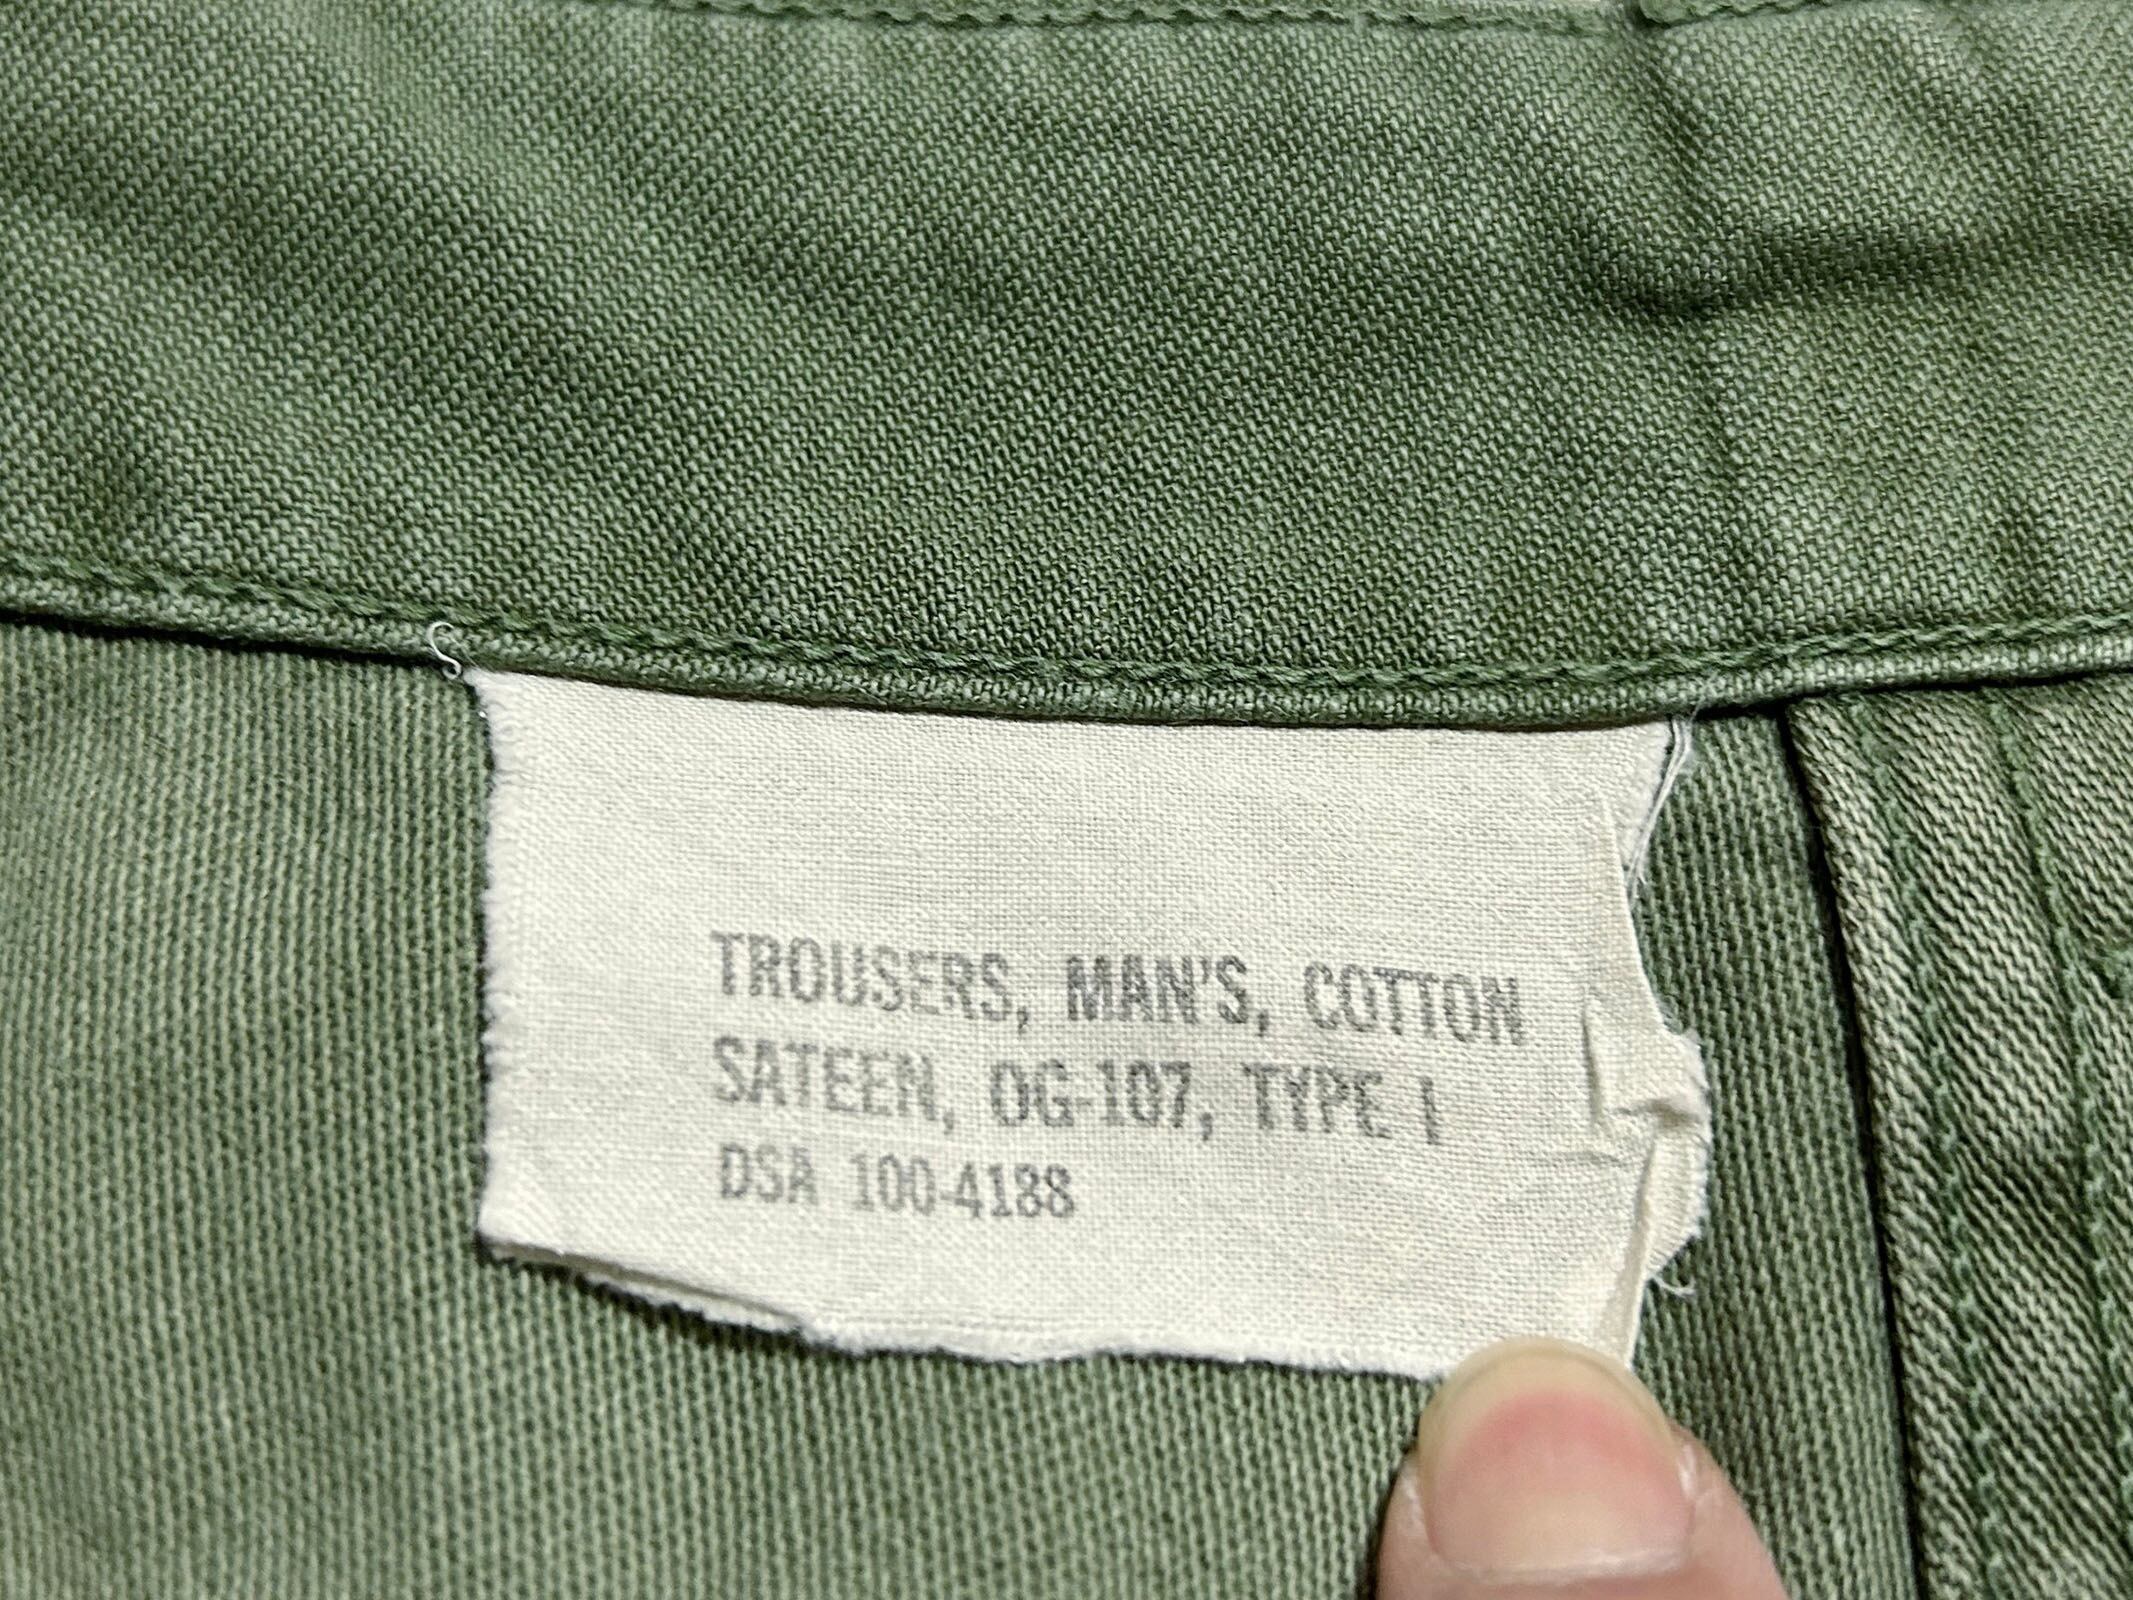 TROUSERS, MAN'S, COTTON
SATEEN, OG-107, TYPE I
DSA 100-4188